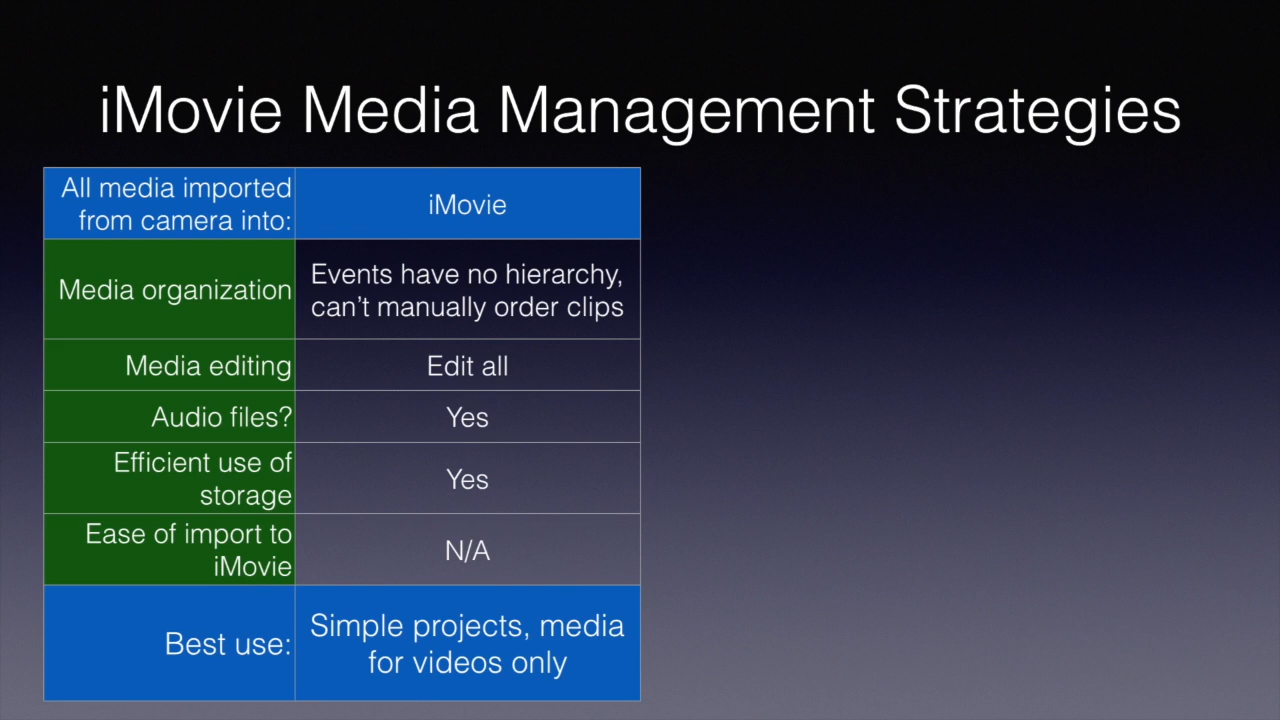 iMovie Media Management Strategies
All media imported
from camera into:
iMovie
Media organization
Events have no hierarchy,
can’t manually order clips
Media editing
Edit all
Audio files?
Yes
Efficient use of
storage
Yes
Ease of import to
iMovie
N/A
Best use:
Simple projects, media
for videos only